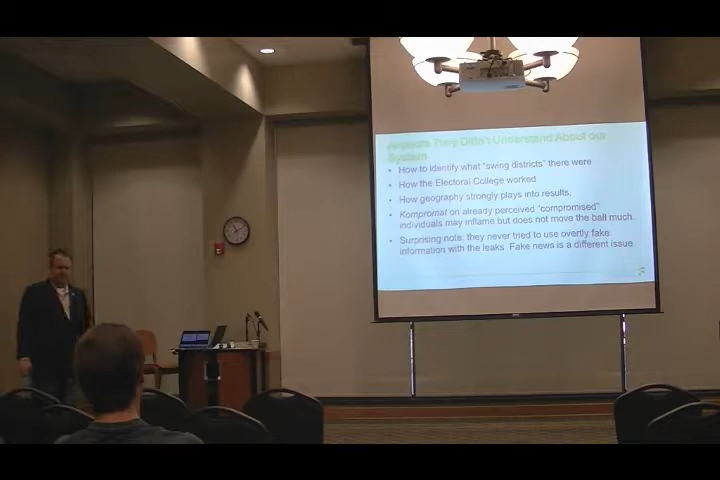 Aspects They Didn't Understand About our
System
• How to identify what "swing districts" there were
• How the Electoral College worked
• How geography strongly plays into results.
• Kompromat on already perceived "compromised"
individuals may inflame but does not move the ball much.
• Surprising note: they never tried to use overtly fake
information with the leaks Fake news is a different issue